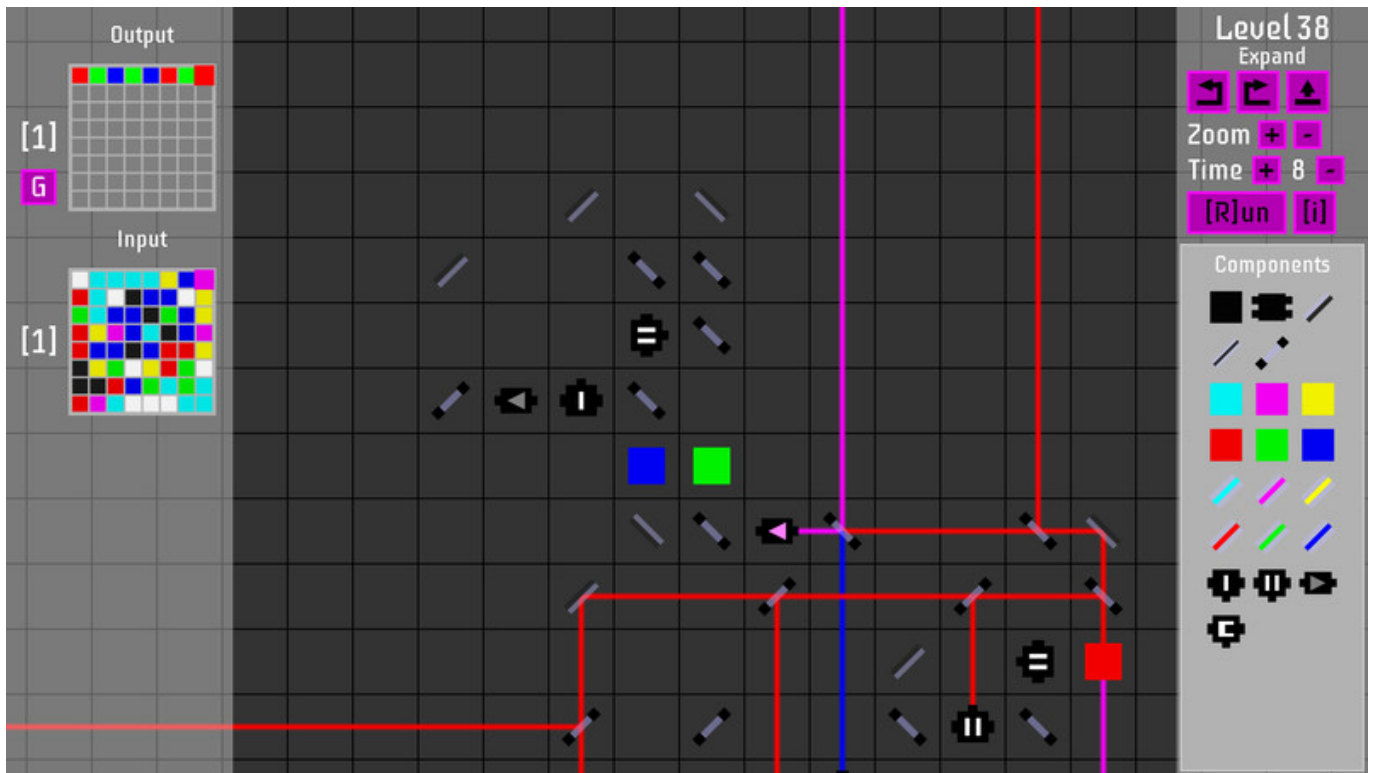 Output
[1]
G
Input
[1]
Level 38
Expand
Zoom + -
Time + 8 -
[R]un [i]
Components